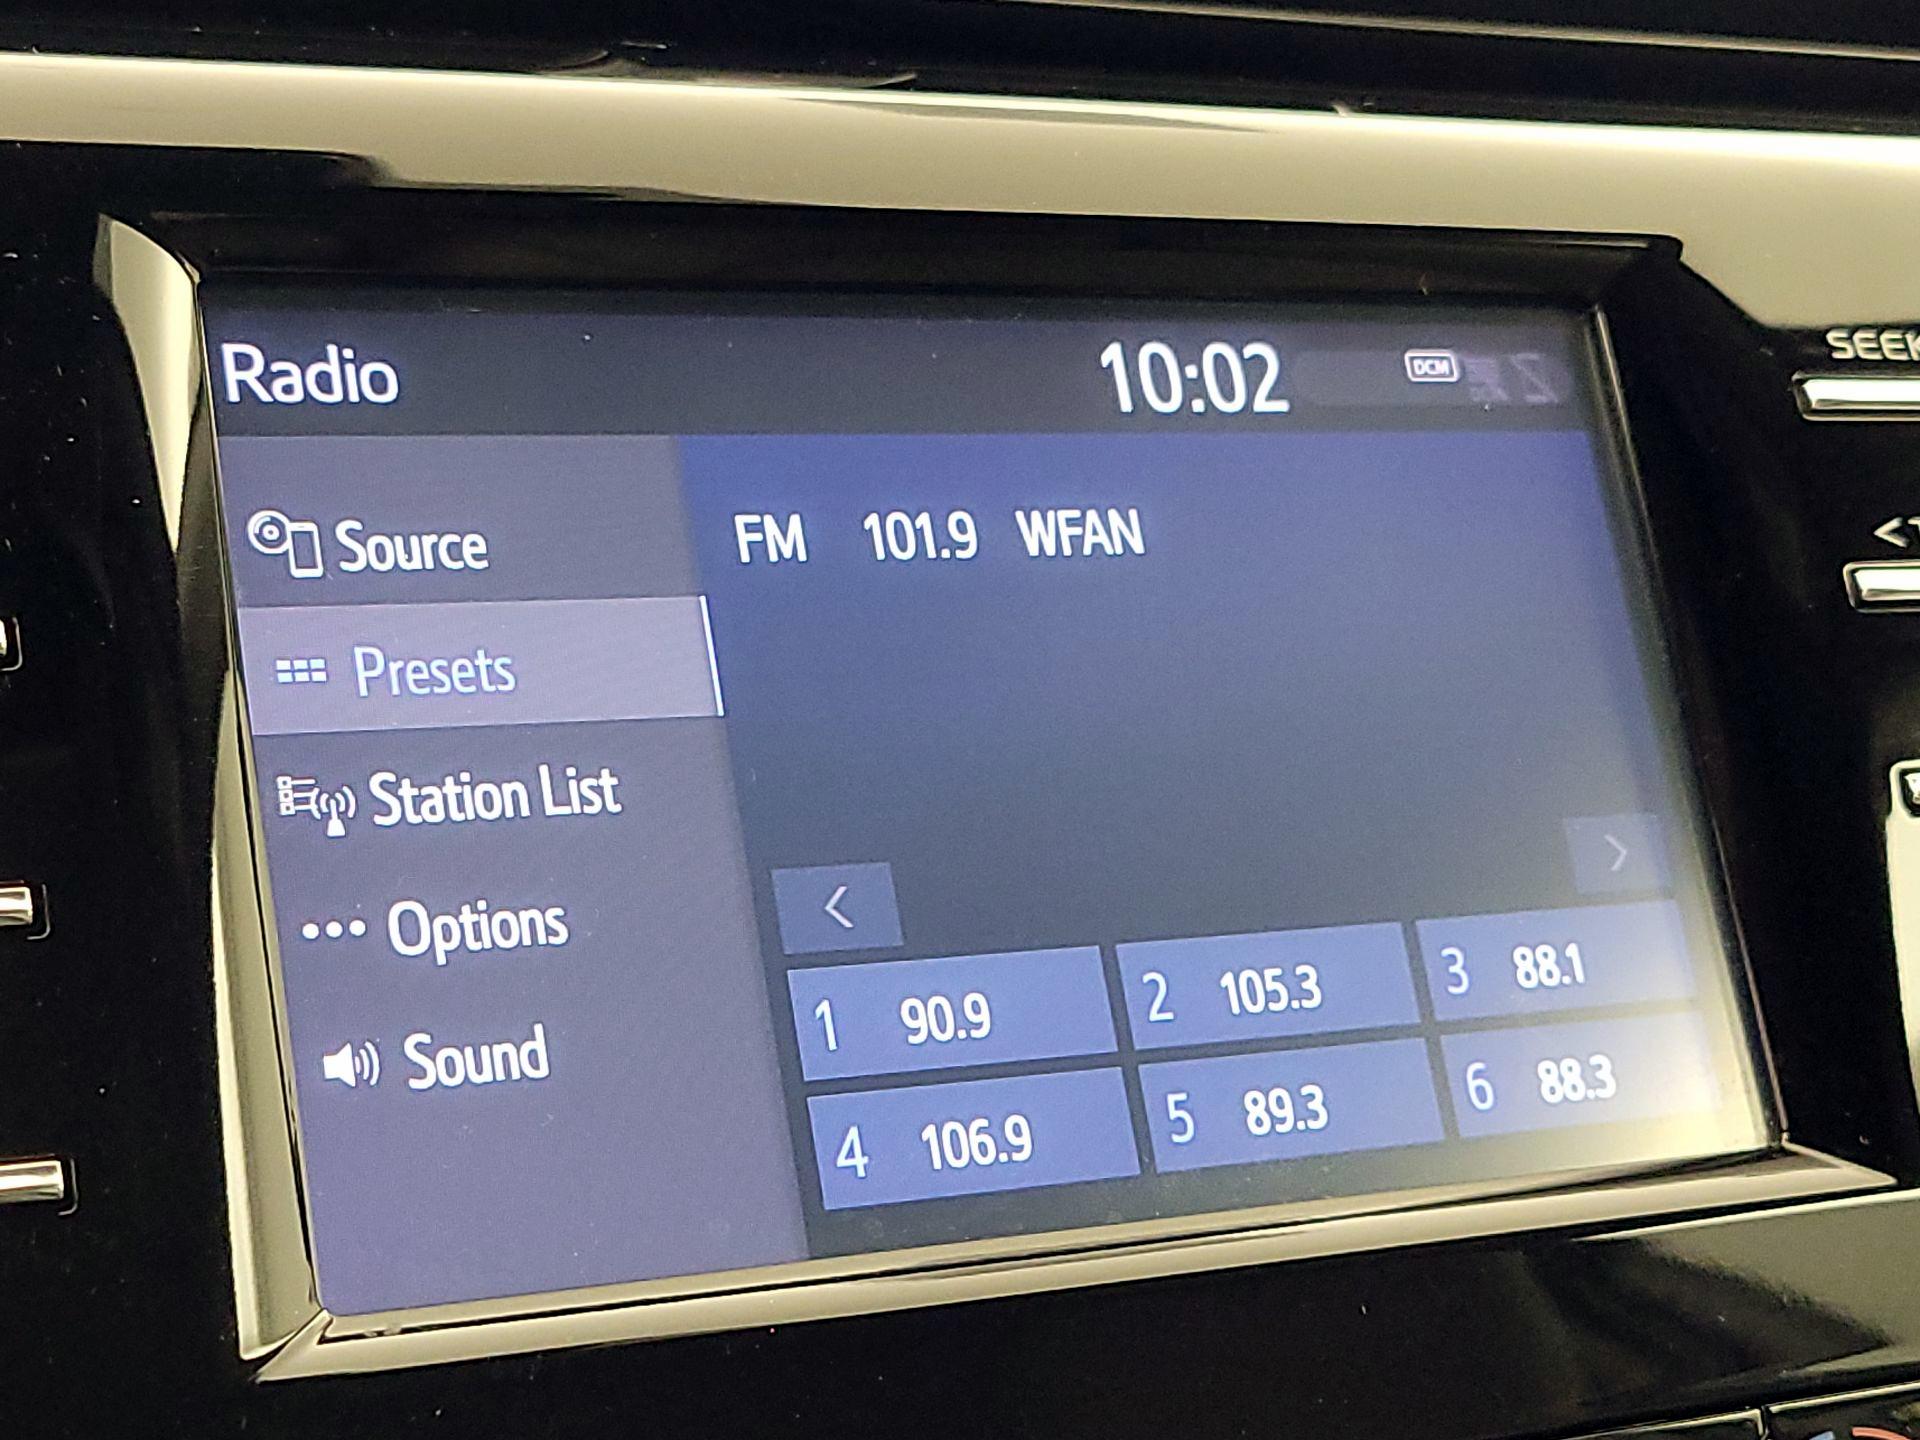 Radio 10:02 DCM
SEEK
Source
FM 101.9 WFAN
Presets
Station List
Options
Sound
1 90.9
2 105.3
3 88.1
4 106.9
5 89.3
6 88.3